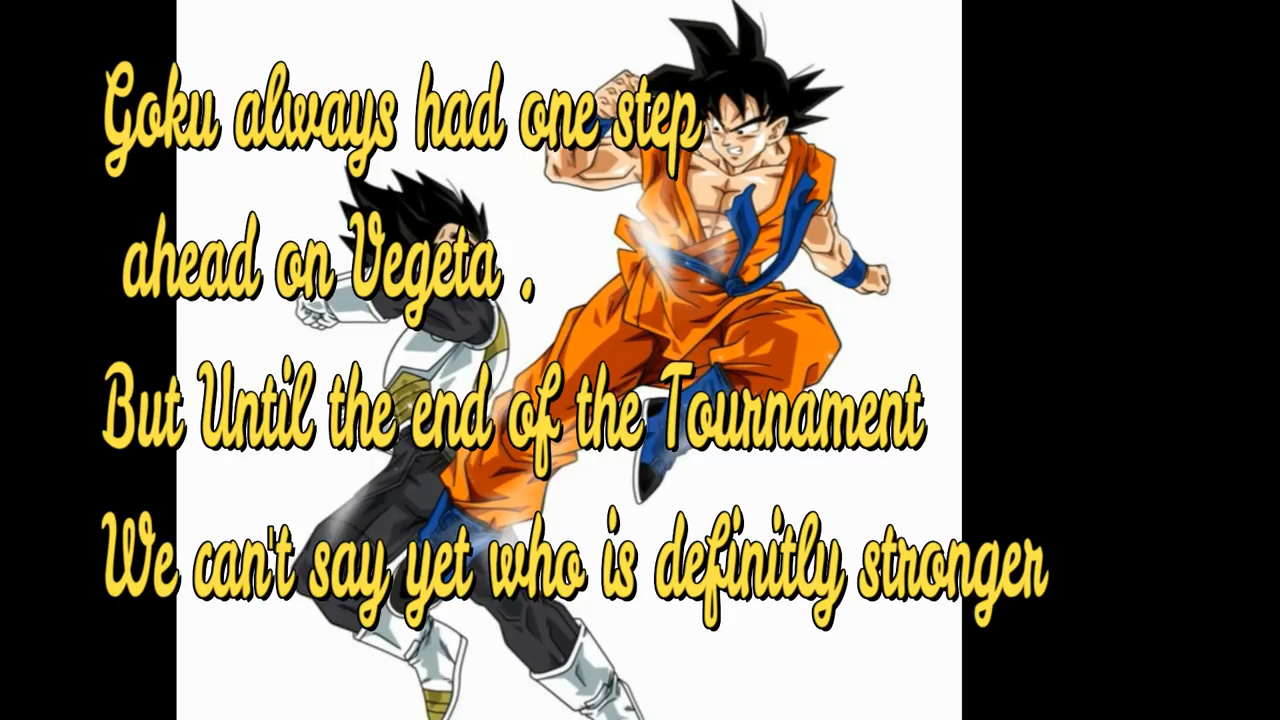 Goku always had one step
ahead on Vegeta .
But Until the end of the Tournament
We can't say yet who is definitly stronger